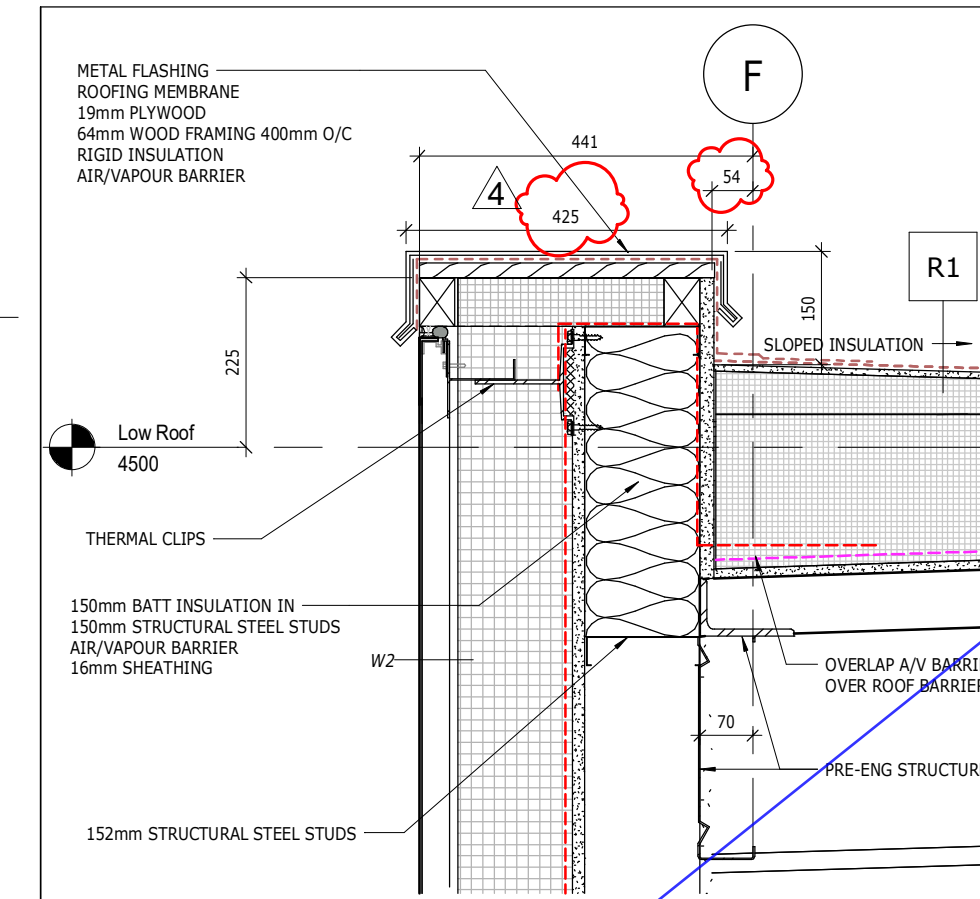 METAL FLASHING
ROOFING MEMBRANE
19mm PLYWOOD
64mm WOOD FRAMING 400mm O/C
RIGID INSULATION
AIR/VAPOUR BARRIER
F
441
54
4
425
R1
150
SLOPED INSULATION
225
Low Roof
4500
THERMAL CLIPS
150mm BATT INSULATION IN
150mm STRUCTURAL STEEL STUDS
AIR/VAPOUR BARRIER
16mm SHEATHING
W2
OVERLAP A/V BARRI
OVER ROOF BARRIER
70
PRE-ENG STRUCTUR
152mm STRUCTURAL STEEL STUDS